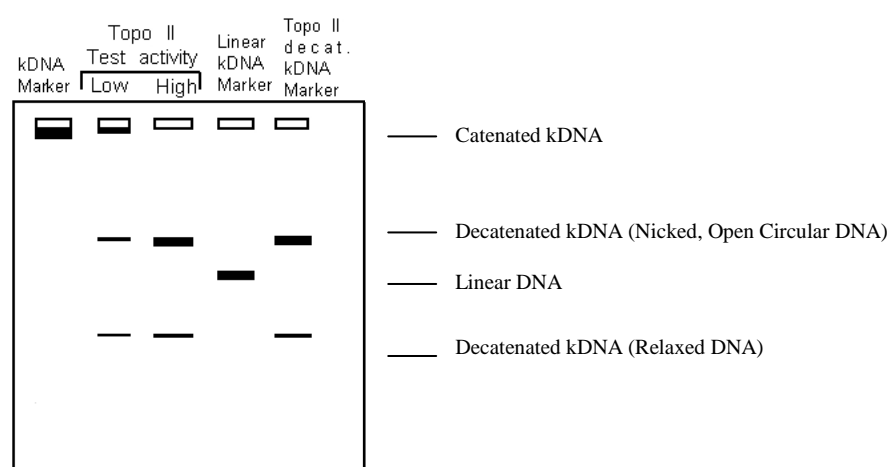 kDNA
Marker
Topo II
Test activity
Low High
Linear
kDNA
Marker
Topo II
decat.
kDNA
Marker
Catenated kDNA
Decatenated kDNA (Nicked, Open Circular DNA)
Linear DNA
Decatenated kDNA (Relaxed DNA)